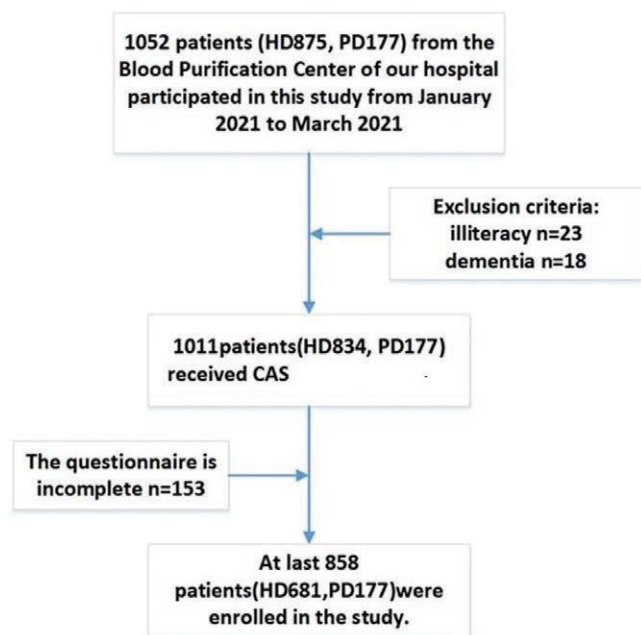 1052 patients (HD875, PD177) from the
Blood Purification Center of our hospital
participated in this study from January
2021 to March 2021
Exclusion criteria:
illiteracy n=23
dementia n=18
1011patients(HD834, PD177)
received CAS
The questionnaire is
incomplete n=153
At last 858
patients(HD681,PD177)were
enrolled in the study.